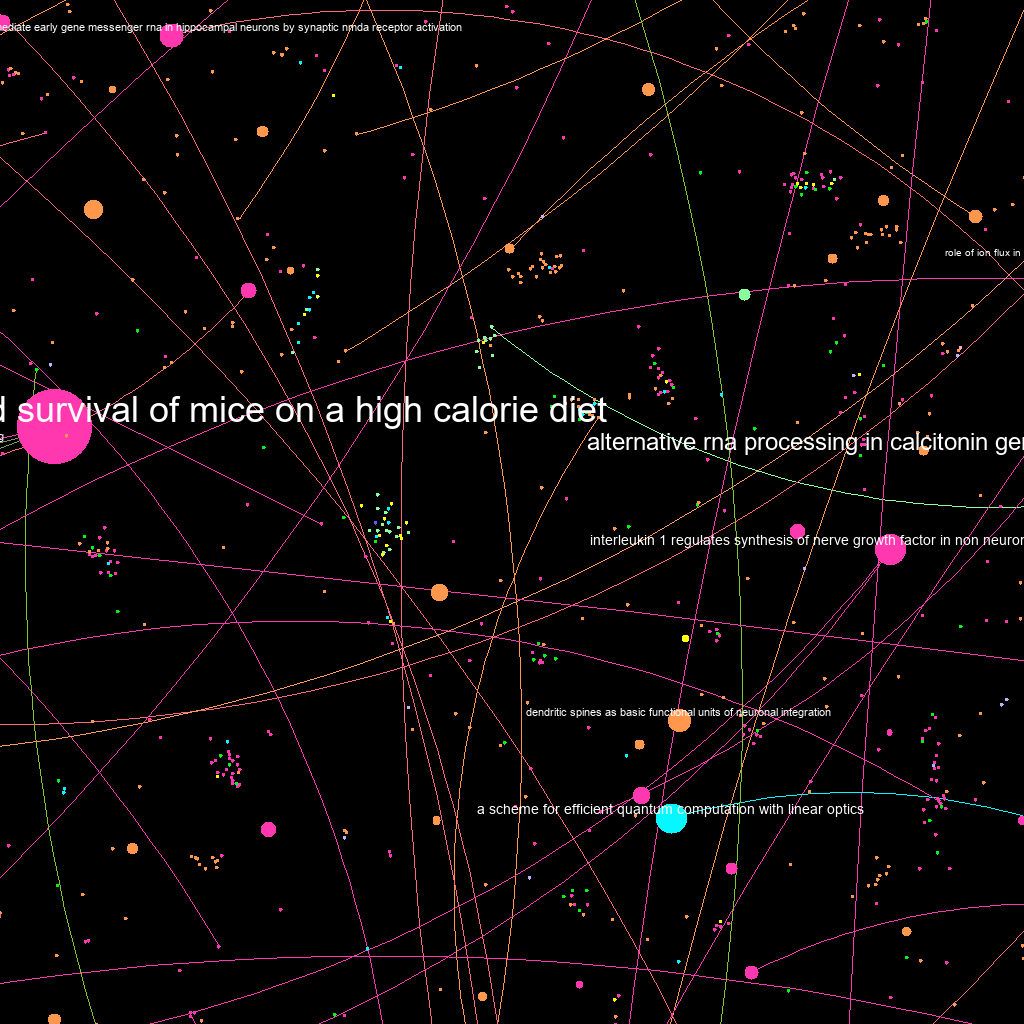 mediate early gene messenger rna in hippocampal neurons by synaptic nmda receptor activation
role of ion flux in
d survival of mice on a high calorie diet
alternative rna processing in calcitonin ger
interleukin 1 regulates synthesis of nerve growth factor in non neuron
dendritic spines as basic functional units of neuronal integration
a scheme for efficient quantum computation with linear optics